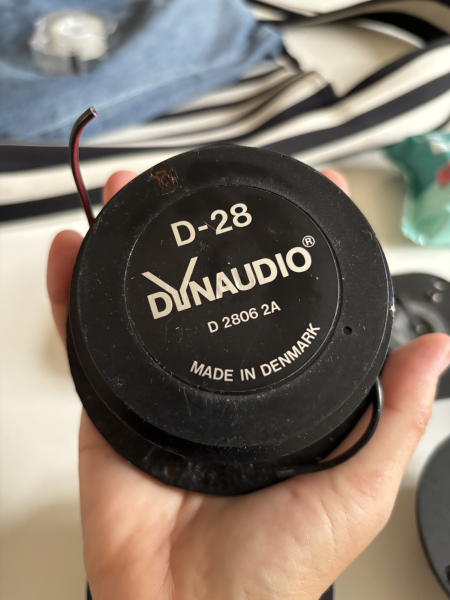 D-28
DYNAUDIO®
D 2806 2A
MADE IN DENMARK